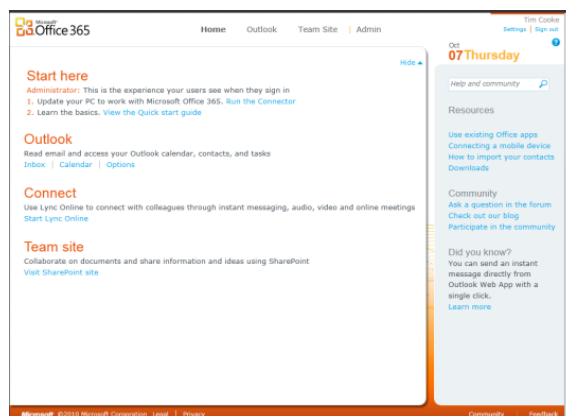 Tim Cooke
Microsoft
Office 365
Home Outlook Team Site | Admin
Settings | Sign out
Oct
07 Thursday
?
Hide
Start here
Administrator: This is the experience your users see when they sign in
1. Update your PC to work with Microsoft Office 365. Run the Connector
2. Learn the basics. View the Quick start guide
Outlook
Read email and access your Outlook calendar, contacts, and tasks
Inbox | Calendar | Options
Connect
Use Lync Online to connect with colleagues through instant messaging, audio, video and online meetings
Start Lync Online
Team site
Collaborate on documents and share information and ideas using SharePoint
Visit SharePoint site
Help and community
Resources
Use existing Office apps
Connecting a mobile device
How to import your contacts
Downloads
Community
Ask a question in the forum
Check out our blog
Participate in the community
Did you know?
You can send an instant
message directly from
Outlook Web App with a
single click.
Learn more
Microsoft ©2010 Microsoft Corporation Legal | Privacy
Community Feedback